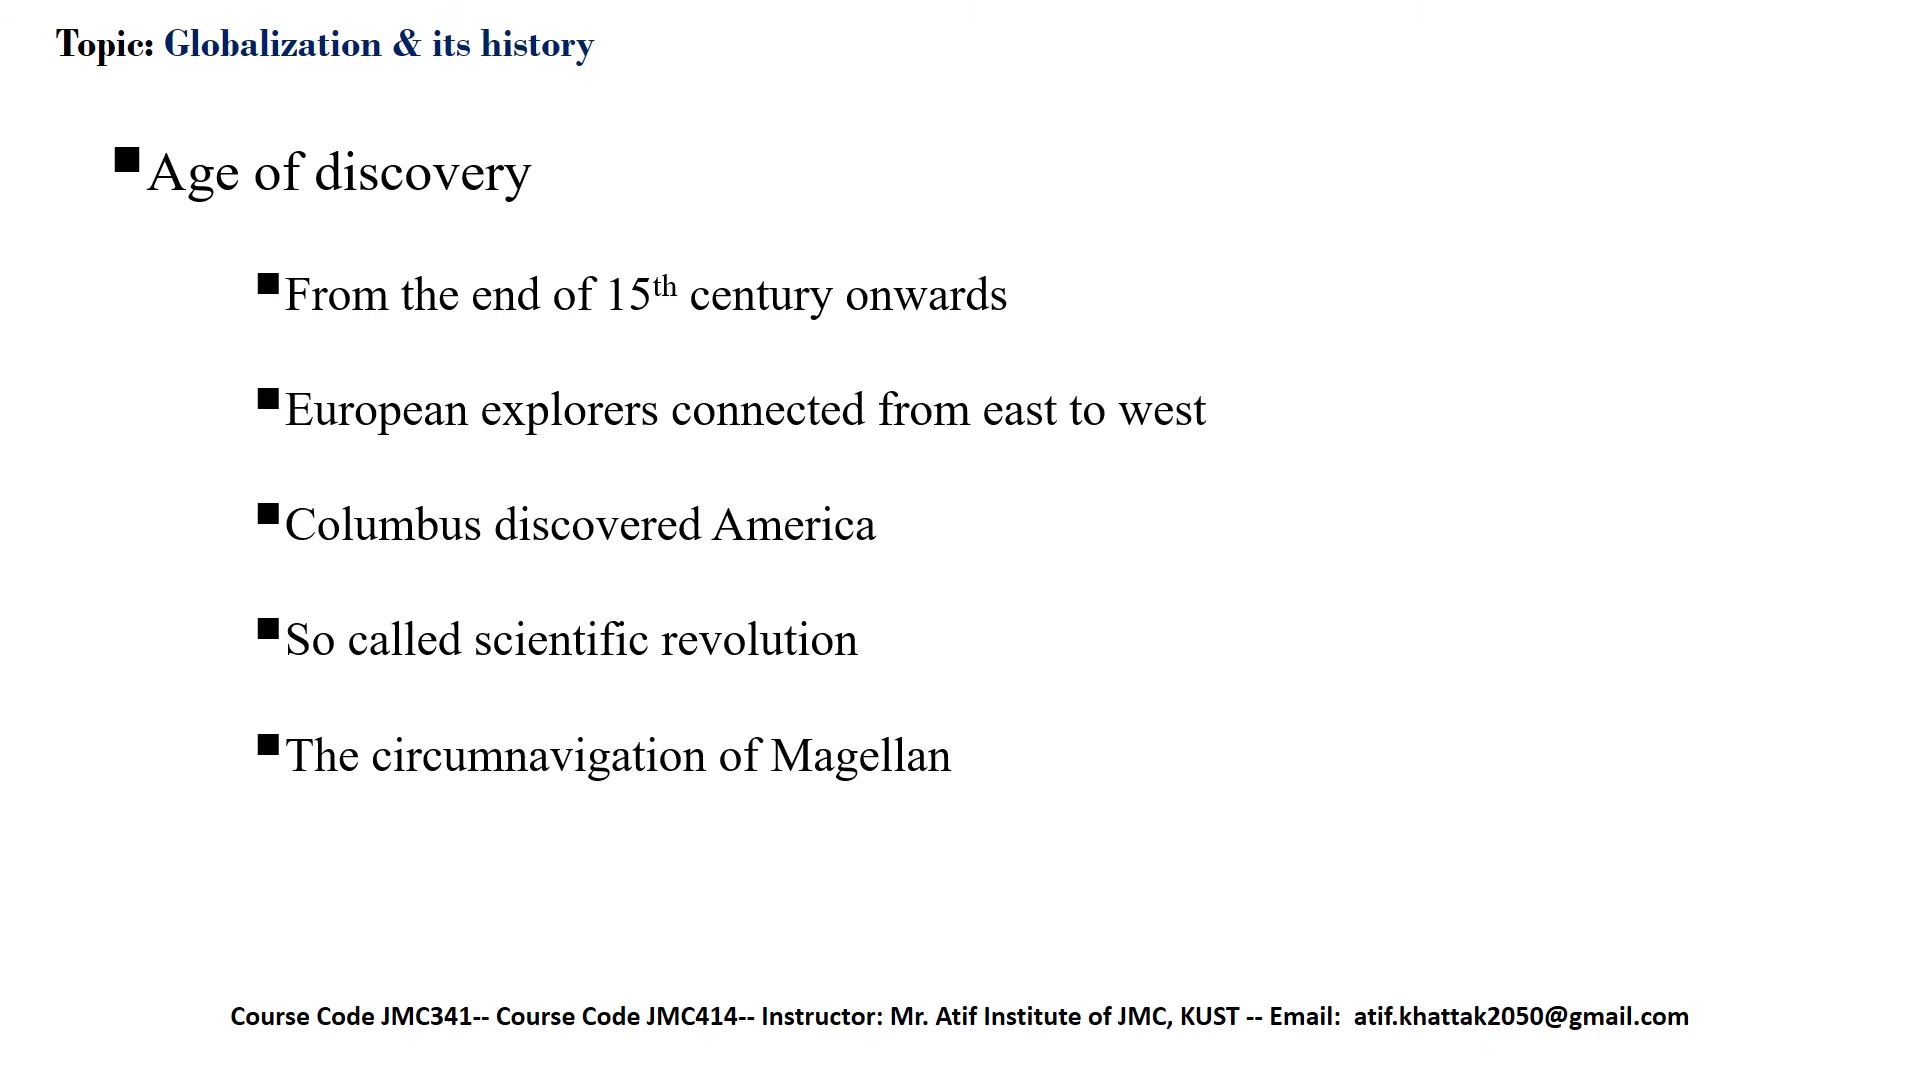 Topic: Globalization & its history
▪Age of discovery
▪From the end of 15th century onwards
▪European explorers connected from east to west
▪Columbus discovered America
▪So called scientific revolution
▪The circumnavigation of Magellan
Course Code JMC341-- Course Code JMC414-- Instructor: Mr. Atif Institute of JMC, KUST -- Email:  atif.khattak2050@gmail.com